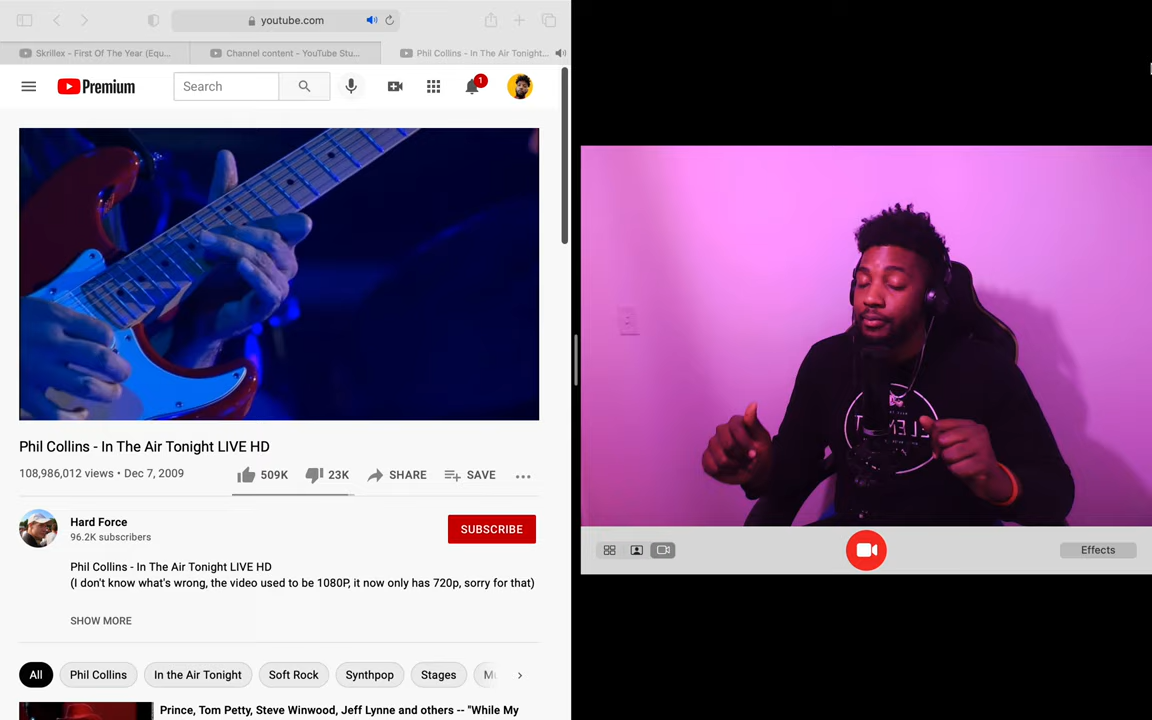 youtube.com
Skrillex - First Of The Year (Equ...
Channel content - YouTube Stu...
Phil Collins - In The Air Tonight...
Premium
Search
1
Phil Collins - In The Air Tonight LIVE HD
108,986,012 views • Dec 7, 2009
509K
23K
SHARE
SAVE
Hard Force
96.2K subscribers
SUBSCRIBE
Phil Collins - In The Air Tonight LIVE HD
(I don't know what's wrong, the video used to be 1080P, it now only has 720p, sorry for that)
SHOW MORE
All
Phil Collins
In the Air Tonight
Soft Rock
Synthpop
Stages
Prince, Tom Petty, Steve Winwood, Jeff Lynne and others -- "While My
Effects